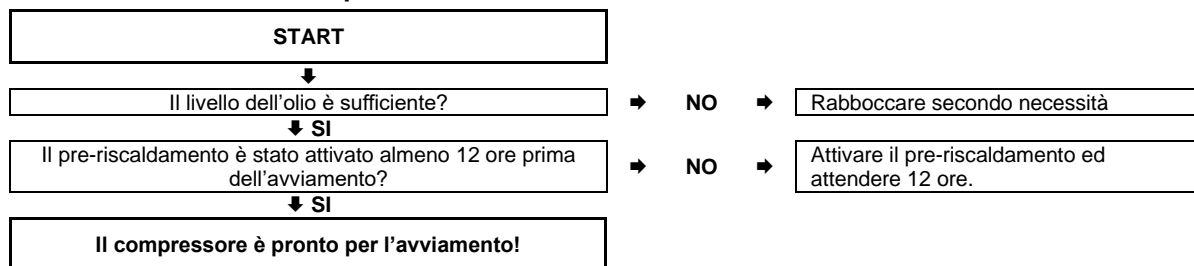 START
🡇
Il livello dell'olio è sufficiente? 🡆 NO 🡆 Rabboccare secondo necessità
🡇 SI
Il pre-riscaldamento è stato attivato almeno 12 ore prima
dell'avviamento?
🡆 NO 🡆
Attivare il pre-riscaldamento ed
attendere 12 ore.
🡇 SI
Il compressore è pronto per l'avviamento!